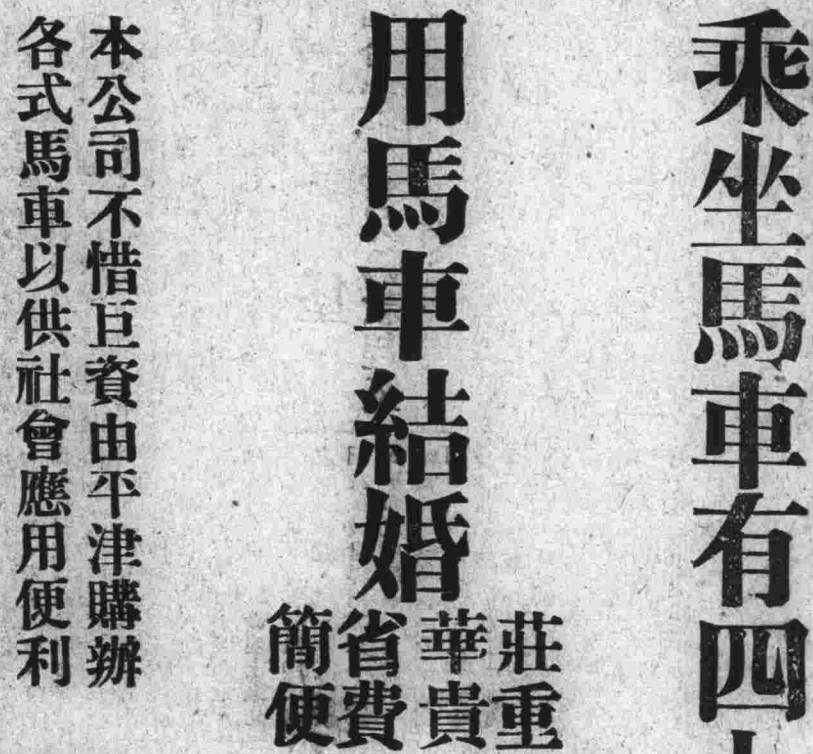 乘坐馬車有四
用馬車結婚
莊重
華貴
省費
簡便
本公司不惜巨資由平津購辦
各式馬車以供社會應用便利